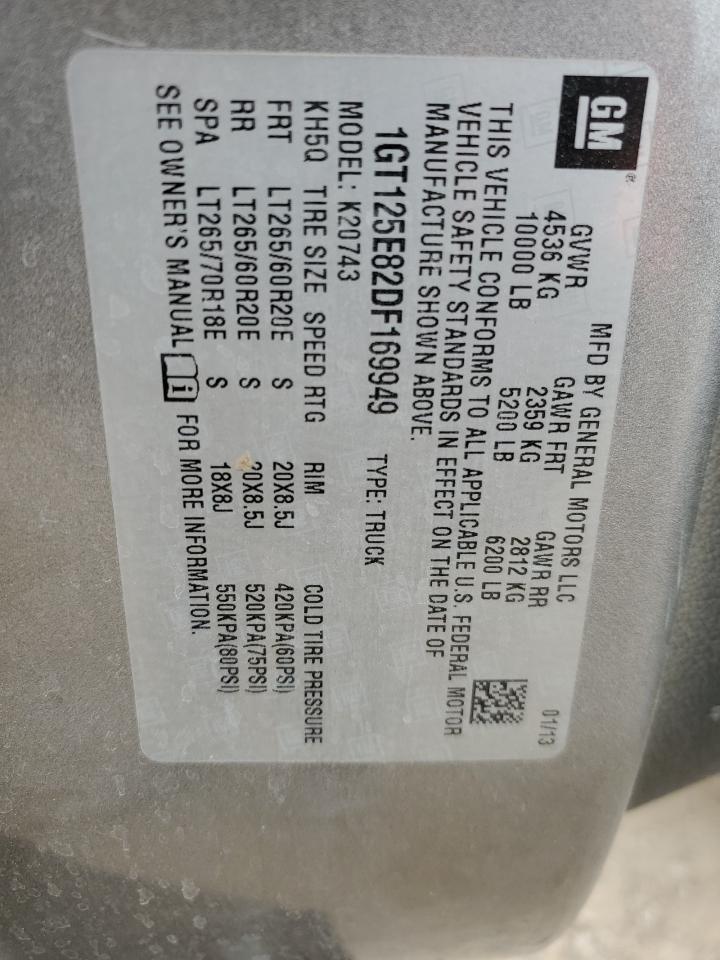 GM®
MFD BY GENERAL MOTORS LLC 01/13
GVWR GAWR FRT GAWR RR
4536 KG 2359 KG 2812 KG
10000 LB 5200 LB 6200 LB
THIS VEHICLE CONFORMS TO ALL APPLICABLE U.S. FEDERAL MOTOR
VEHICLE SAFETY STANDARDS IN EFFECT ON THE DATE OF
MANUFACTURE SHOWN ABOVE.
1GT125E82DF169949 TYPE: TRUCK
MODEL: K20743
KH5Q TIRE SIZE SPEED RTG RIM COLD TIRE PRESSURE
FRT LT265/60R20E S 20X8.5J 420KPA(60PSI)
RR LT265/60R20E S 20X8.5J 520KPA(75PSI)
SPA LT265/70R18E S 18X8J 550KPA(80PSI)
SEE OWNER'S MANUAL i FOR MORE INFORMATION.